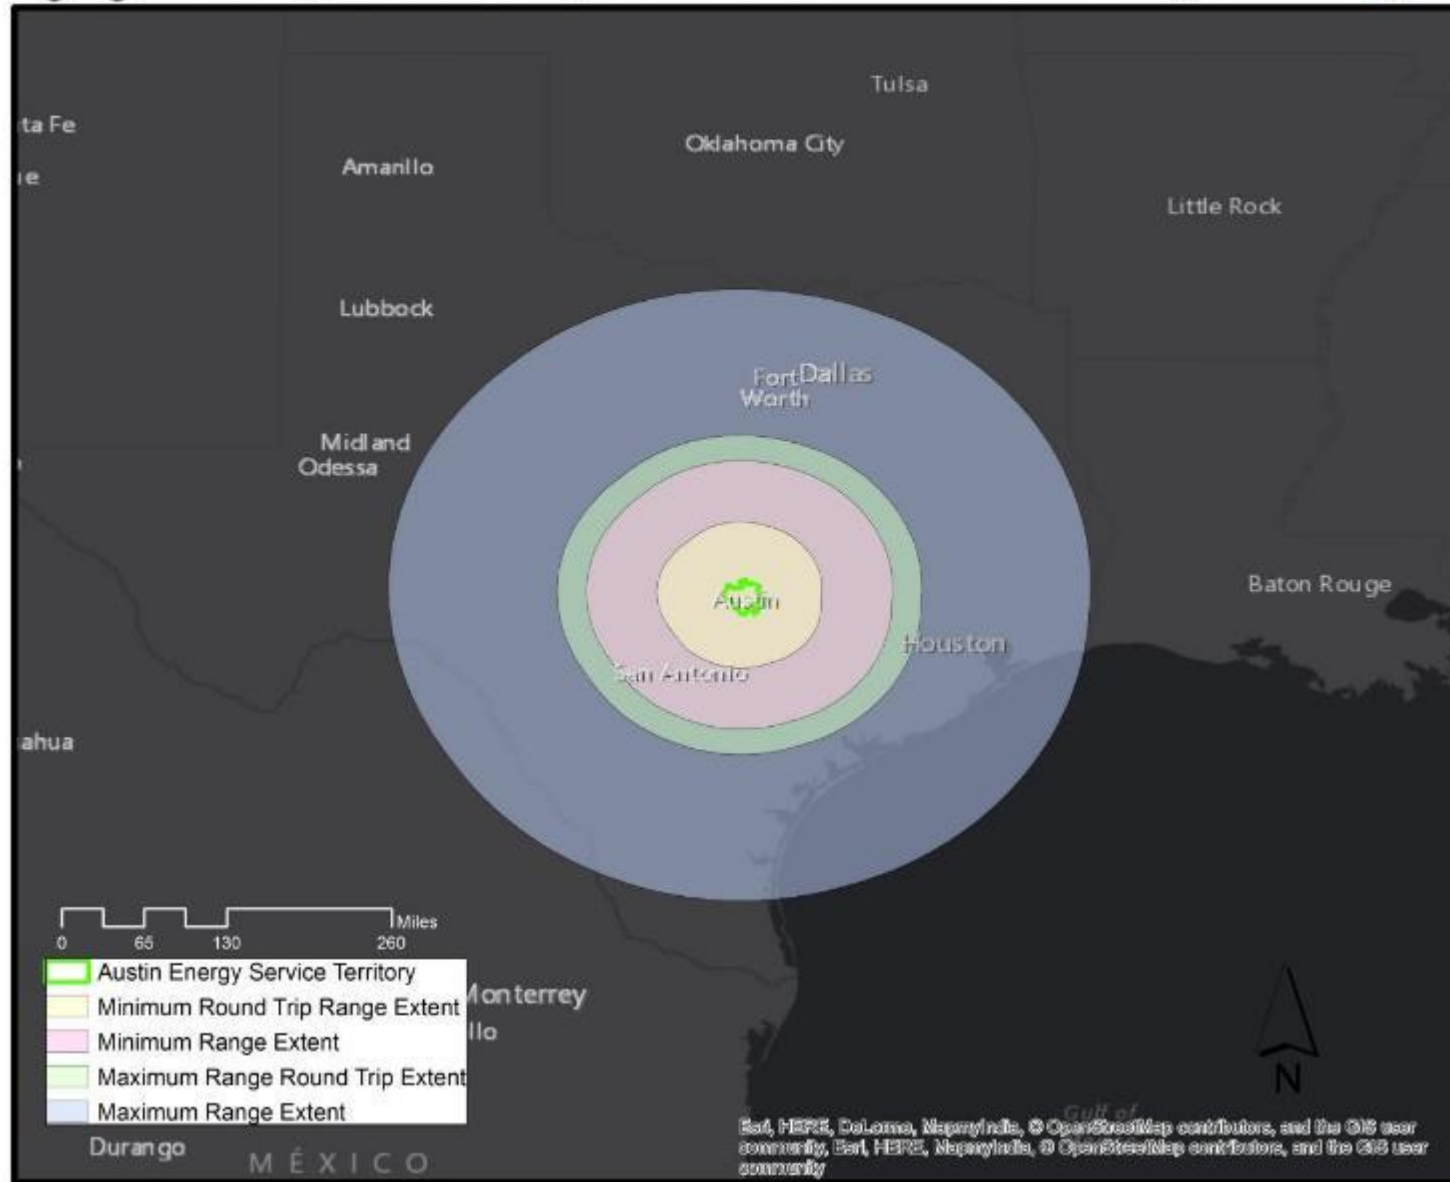 Tulsa
ta Fe
Oklahoma City
Amarillo
ue
Little Rock
Lubbock
Fort Dallas
Worth
Midland
Odessa
Baton Rouge
Austin
Houston
San Antonio
ahua
Miles
0 65 130 260
Austin Energy Service Territory
Minimum Round Trip Range Extent
Minimum Range Extent
Maximum Range Round Trip Extent
Maximum Range Extent
Monterrey
llo
N
Gulf of
Durango
MÉXICO
Esri, HERE, DeLorme, MapmyIndia, © OpenStreetMap contributors, and the GIS user
community, Esri, HERE, MapmyIndia, © OpenStreetMap contributors, and the GIS user
community